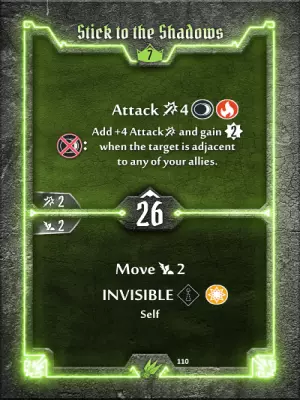 Stick to the Shadows
7
Attack 4
Add +4 Attack and gain 2
: when the target is adjacent
to any of your allies.
2
26
2
Move 2
INVISIBLE
Self
110